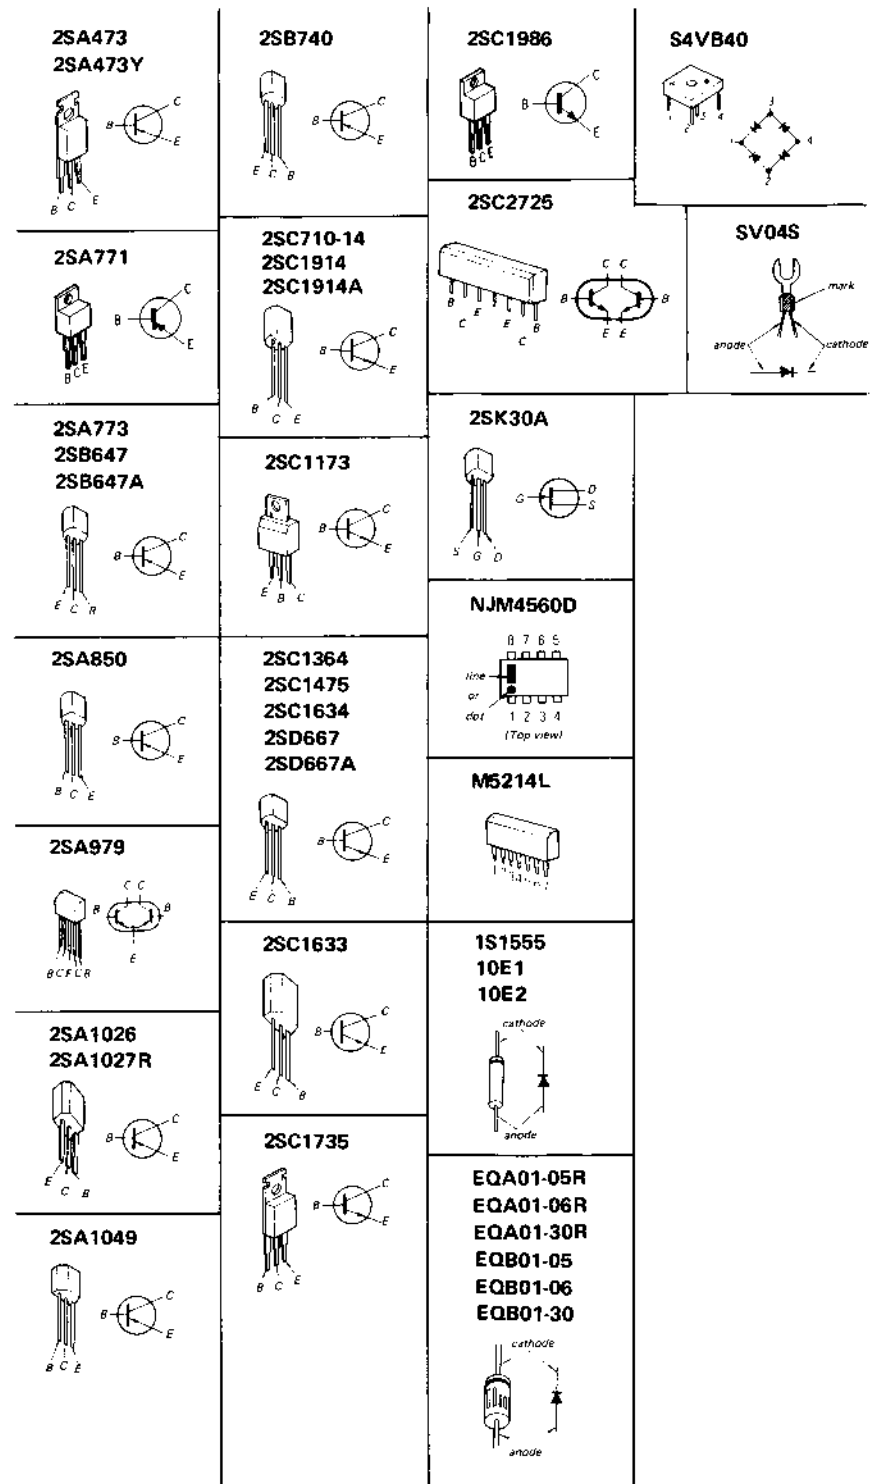 2SA473
2SA473Y
B C E
B C E
2SA771
B C E
B C E
2SA773
2SB647
2SB647A
B C E
E C
2SA850
B C E
B C E
2SA979
C C
B B
E
B C C B
2SA1026
2SA1027R
B C E
E C B
2SA1049
B C E
B C E
2SB740
B C E
E C B
2SC710-14
2SC1914
2SC1914A
B C E
B C E
2SC1173
B C E
E B C
2SC1364
2SC1475
2SC1634
2SD667
2SD667A
B C E
E C B
2SC1633
B C E
E C B
2SC1735
B C E
B C E
2SC1986
B C E
B C E
2SC2725
C C
B B
E E
B C E E C B
2SK30A
G D S
S G D
NJM4560D
8 7 6 5
line
or
dot
1 2 3 4
(Top view)
M5214L
1S1555
10E1
10E2
cathode
anode
EQA01-05R
EQA01-06R
EQA01-30R
EQB01-05
EQB01-06
EQB01-30
cathode
anode
S4VB40
3
4
2
SV04S
mark
anode cathode